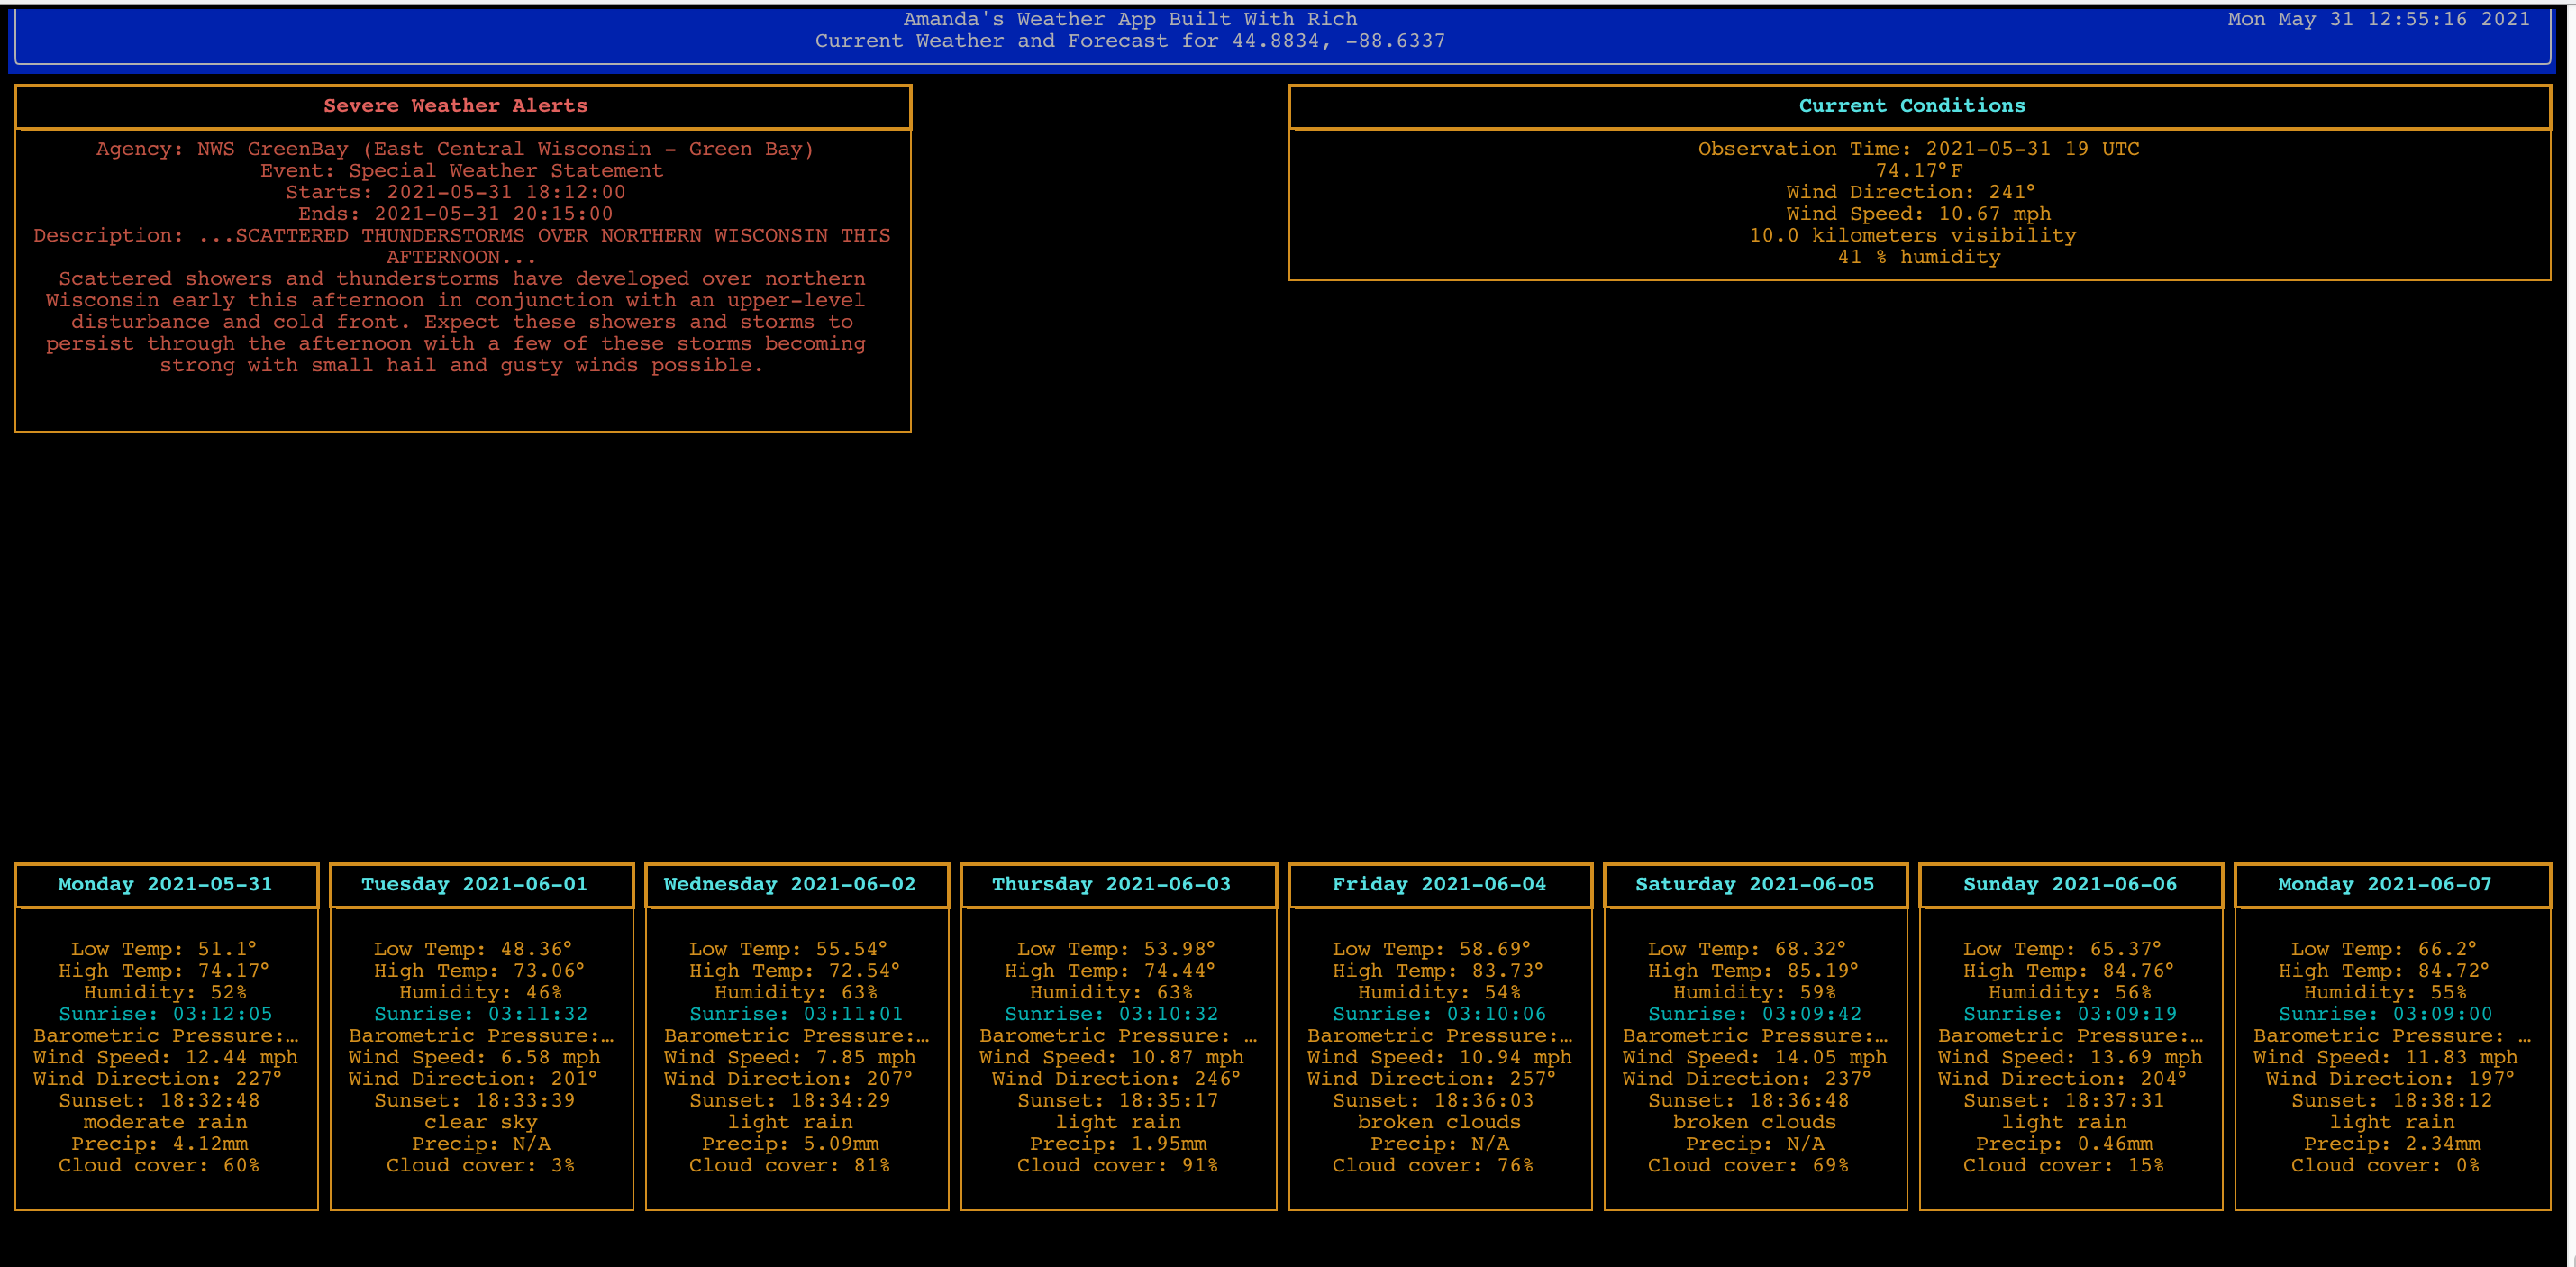 Amanda's Weather App Built With Rich
Mon May 31 12:55:16 2021
Current Weather and Forecast for 44.8834, -88.6337
Severe Weather Alerts
Agency: NWS GreenBay (East Central Wisconsin - Green Bay)
Event: Special Weather Statement
Starts: 2021-05-31 18:12:00
Ends: 2021-05-31 20:15:00
Description: ...SCATTERED THUNDERSTORMS OVER NORTHERN WISCONSIN THIS
AFTERNOON...
Scattered showers and thunderstorms have developed over northern
Wisconsin early this afternoon in conjunction with an upper-level
disturbance and cold front. Expect these showers and storms to
persist through the afternoon with a few of these storms becoming
strong with small hail and gusty winds possible.
Current Conditions
Observation Time: 2021-05-31 19 UTC
74.17°F
Wind Direction: 241°
Wind Speed: 10.67 mph
10.0 kilometers visibility
41 % humidity
Monday 2021-05-31
Low Temp: 51.1°
High Temp: 74.17°
Humidity: 52%
Sunrise: 03:12:05
Barometric Pressure:…
Wind Speed: 12.44 mph
Wind Direction: 227°
Sunset: 18:32:48
moderate rain
Precip: 4.12mm
Cloud cover: 60%
Tuesday 2021-06-01
Low Temp: 48.36°
High Temp: 73.06°
Humidity: 46%
Sunrise: 03:11:32
Barometric Pressure:…
Wind Speed: 6.58 mph
Wind Direction: 201°
Sunset: 18:33:39
clear sky
Precip: N/A
Cloud cover: 3%
Wednesday 2021-06-02
Low Temp: 55.54°
High Temp: 72.54°
Humidity: 63%
Sunrise: 03:11:01
Barometric Pressure:…
Wind Speed: 7.85 mph
Wind Direction: 207°
Sunset: 18:34:29
light rain
Precip: 5.09mm
Cloud cover: 81%
Thursday 2021-06-03
Low Temp: 53.98°
High Temp: 74.44°
Humidity: 63%
Sunrise: 03:10:32
Barometric Pressure: …
Wind Speed: 10.87 mph
Wind Direction: 246°
Sunset: 18:35:17
light rain
Precip: 1.95mm
Cloud cover: 91%
Friday 2021-06-04
Low Temp: 58.69°
High Temp: 83.73°
Humidity: 54%
Sunrise: 03:10:06
Barometric Pressure:…
Wind Speed: 10.94 mph
Wind Direction: 257°
Sunset: 18:36:03
broken clouds
Precip: N/A
Cloud cover: 76%
Saturday 2021-06-05
Low Temp: 68.32°
High Temp: 85.19°
Humidity: 59%
Sunrise: 03:09:42
Barometric Pressure:…
Wind Speed: 14.05 mph
Wind Direction: 237°
Sunset: 18:36:48
broken clouds
Precip: N/A
Cloud cover: 69%
Sunday 2021-06-06
Low Temp: 65.37°
High Temp: 84.76°
Humidity: 56%
Sunrise: 03:09:19
Barometric Pressure:…
Wind Speed: 13.69 mph
Wind Direction: 204°
Sunset: 18:37:31
light rain
Precip: 0.46mm
Cloud cover: 15%
Monday 2021-06-07
Low Temp: 66.2°
High Temp: 84.72°
Humidity: 55%
Sunrise: 03:09:00
Barometric Pressure: …
Wind Speed: 11.83 mph
Wind Direction: 197°
Sunset: 18:38:12
light rain
Precip: 2.34mm
Cloud cover: 0%